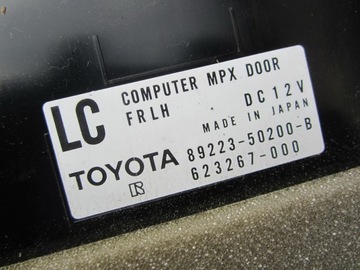 LC COMPUTER MPX DOOR
FRLH DC12V
MADE IN JAPAN
TOYOTA 89223-50200-B
R 623267-000